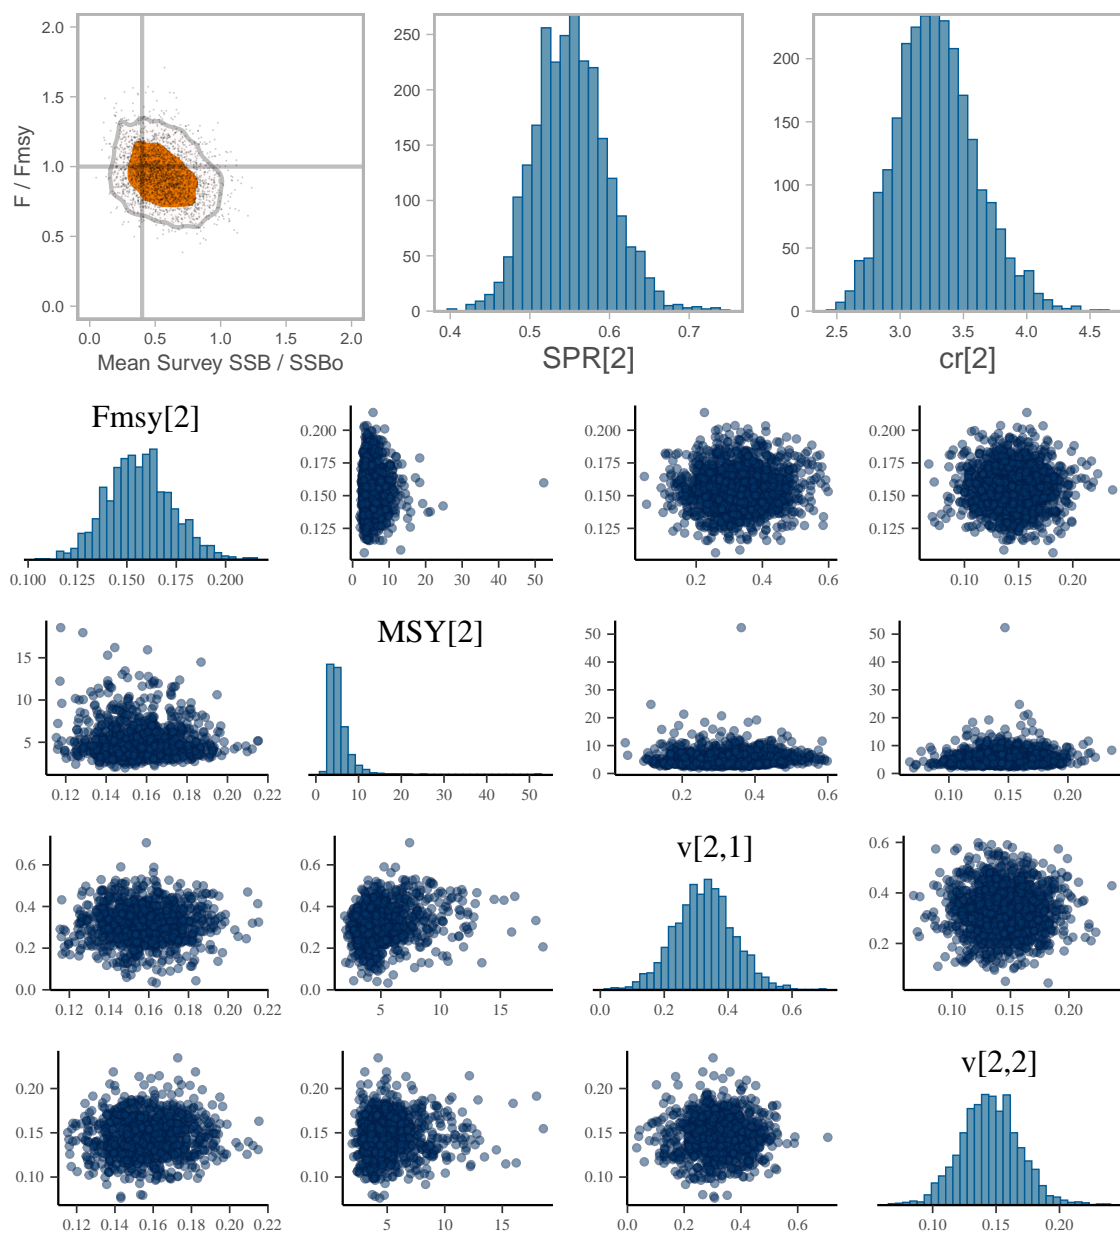 2.0
1.5
1.0
0.5
0.0
F / Fmsy
0.0 0.5 1.0 1.5 2.0
Mean Survey SSB / SSBo
250
200
150
100
50
0
0.4 0.5 0.6 0.7
SPR[2]
200
150
100
50
0
2.5 3.0 3.5 4.0 4.5
cr[2]
Fmsy[2]
0.100 0.125 0.150 0.175 0.200
0.200
0.175
0.150
0.125
0 10 20 30 40 50
0.200
0.175
0.150
0.125
0.2 0.4 0.6
0.200
0.175
0.150
0.125
0.10 0.15 0.20
15
10
5
0.12 0.14 0.16 0.18 0.20 0.22
MSY[2]
0 10 20 30 40 50
50
40
30
20
10
0
0.2 0.4 0.6
50
40
30
20
10
0
0.10 0.15 0.20
0.6
0.4
0.2
0.0
0.12 0.14 0.16 0.18 0.20 0.22
0.6
0.4
0.2
0.0
5 10 15
v[2,1]
0.0 0.2 0.4 0.6
0.6
0.4
0.2
0.10 0.15 0.20
0.20
0.15
0.10
0.12 0.14 0.16 0.18 0.20 0.22
0.20
0.15
0.10
5 10 15
0.20
0.15
0.10
0.0 0.2 0.4 0.6
v[2,2]
0.10 0.15 0.20